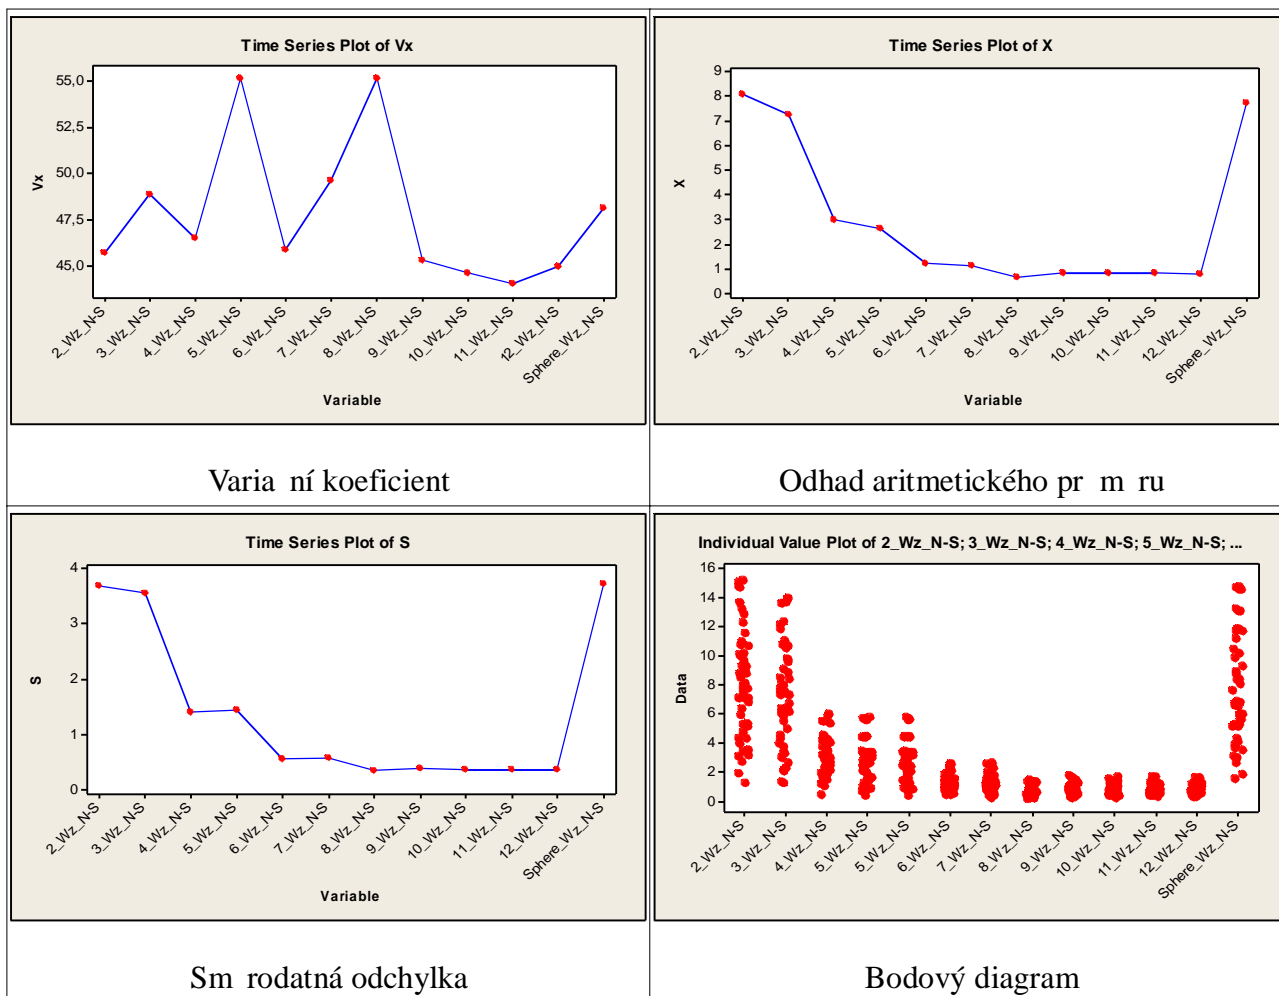 Time Series Plot of Vx
55,0
52,5
50,0
47,5
45,0
Vx
2_Wz_N-S
3_Wz_N-S
4_Wz_N-S
5_Wz_N-S
6_Wz_N-S
7_Wz_N-S
8_Wz_N-S
9_Wz_N-S
10_Wz_N-S
11_Wz_N-S
12_Wz_N-S
Sphere_Wz_N-S
Variable
Varia ní koeficient
Time Series Plot of X
9
8
7
6
5
4
3
2
1
0
X
2_Wz_N-S
3_Wz_N-S
4_Wz_N-S
5_Wz_N-S
6_Wz_N-S
7_Wz_N-S
8_Wz_N-S
9_Wz_N-S
10_Wz_N-S
11_Wz_N-S
12_Wz_N-S
Sphere_Wz_N-S
Variable
Odhad aritmetického pr m ru
Time Series Plot of S
4
3
2
1
0
S
2_Wz_N-S
3_Wz_N-S
4_Wz_N-S
5_Wz_N-S
6_Wz_N-S
7_Wz_N-S
8_Wz_N-S
9_Wz_N-S
10_Wz_N-S
11_Wz_N-S
12_Wz_N-S
Sphere_Wz_N-S
Variable
Sm rodatná odchylka
Individual Value Plot of 2_Wz_N-S; 3_Wz_N-S; 4_Wz_N-S; 5_Wz_N-S; ...
16
14
12
10
8
6
4
2
0
Data
2_Wz_N-S
3_Wz_N-S
4_Wz_N-S
5_Wz_N-S
5_Wz_N-S
6_Wz_N-S
7_Wz_N-S
8_Wz_N-S
9_Wz_N-S
10_Wz_N-S
11_Wz_N-S
12_Wz_N-S
Sphere_Wz_N-S
Bodový diagram